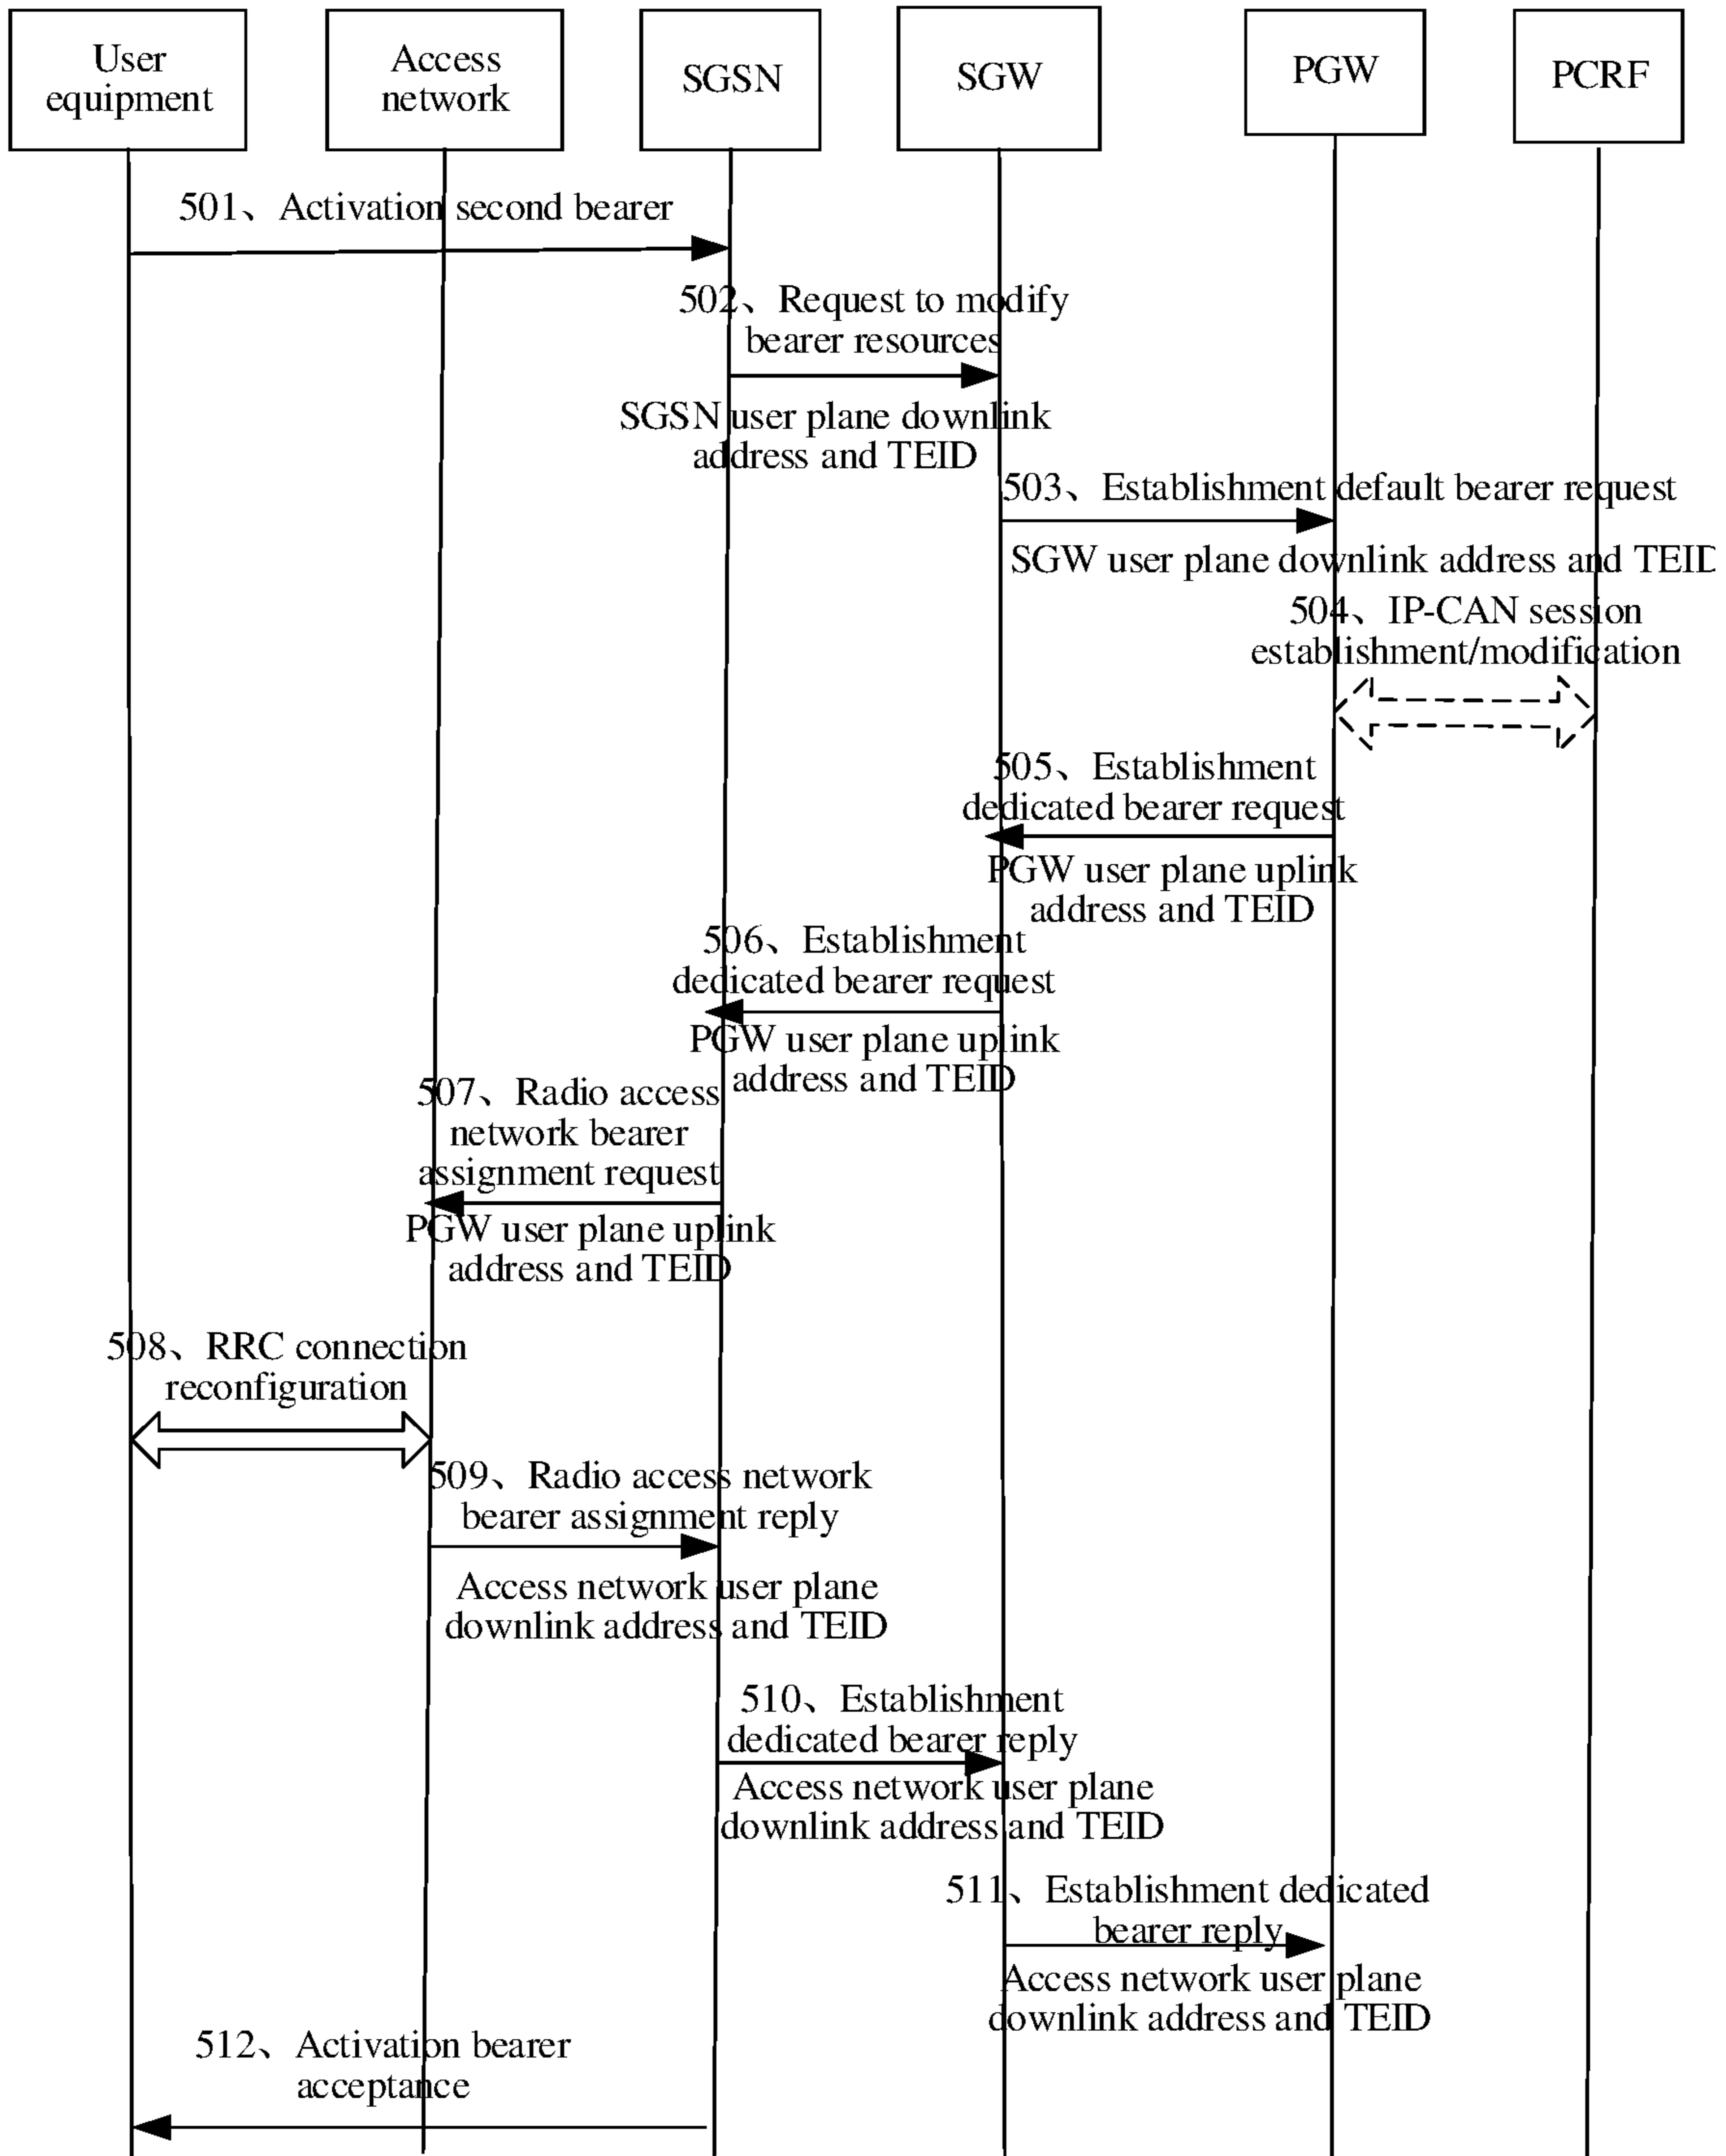 User
equipment
Access
network
SGSN
SGW
PGW
PCRF
501、Activation second bearer
502、Request to modify
bearer resources
SGSN user plane downlink
address and TEID
503、Establishment default bearer request
SGW user plane downlink address and TEID
504、IP-CAN session
establishment/modification
505、Establishment
dedicated bearer request
PGW user plane uplink
address and TEID
506、Establishment
dedicated bearer request
PGW user plane uplink
address and TEID
507、Radio access
network bearer
assignment request
PGW user plane uplink
address and TEID
508、RRC connection
reconfiguration
509、Radio access network
bearer assignment reply
Access network user plane
downlink address and TEID
510、Establishment
dedicated bearer reply
Access network user plane
downlink address and TEID
511、Establishment dedicated
bearer reply
Access network user plane
downlink address and TEID
512、Activation bearer
acceptance